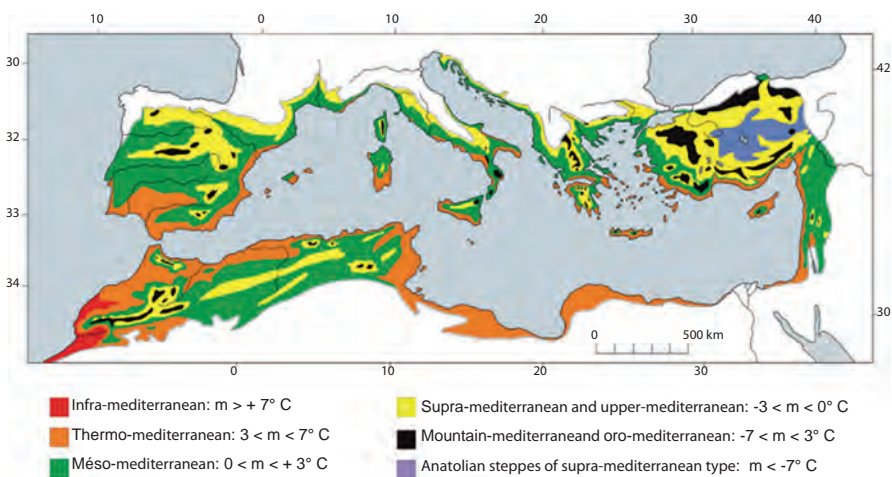 10 0 10 20 30 40
30
42
32
33
34
30
0 500 km
0 10 20 30
40
Infra-mediterranean: m > + 7° C
Thermo-mediterranean: 3 < m < 7° C
Méso-mediterranean: 0 < m < + 3° C
Supra-mediterranean and upper-mediterranean: -3 < m < 0° C
Mountain-mediterraneand oro-mediterranean: -7 < m < 3° C
Anatolian steppes of supra-mediterranean type: m < -7° C